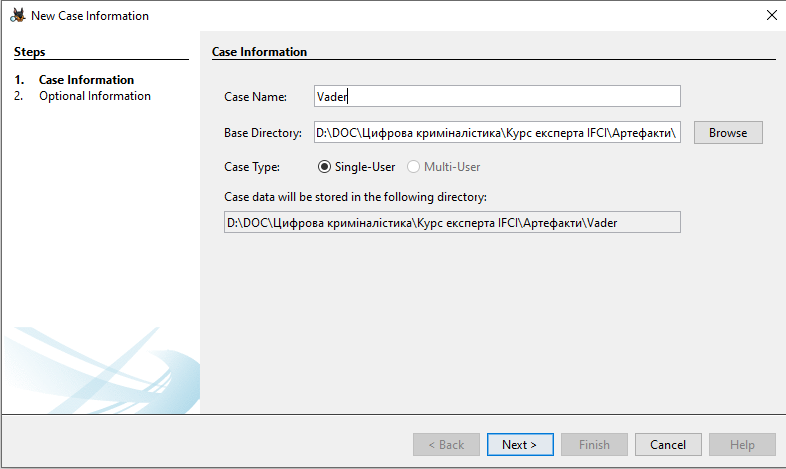 New Case Information
Steps
1. Case Information
2. Optional Information
Case Information
Case Name: Vader
Base Directory: D:\DOC\Цифрова криміналістика\Курс експерта IFCI\Артефакти\ Browse
Case Type: Single-User Multi-User
Case data will be stored in the following directory:
D:\DOC\Цифрова криміналістика\Курс експерта IFCI\Артефакти\Vader
< Back Next > Finish Cancel Help